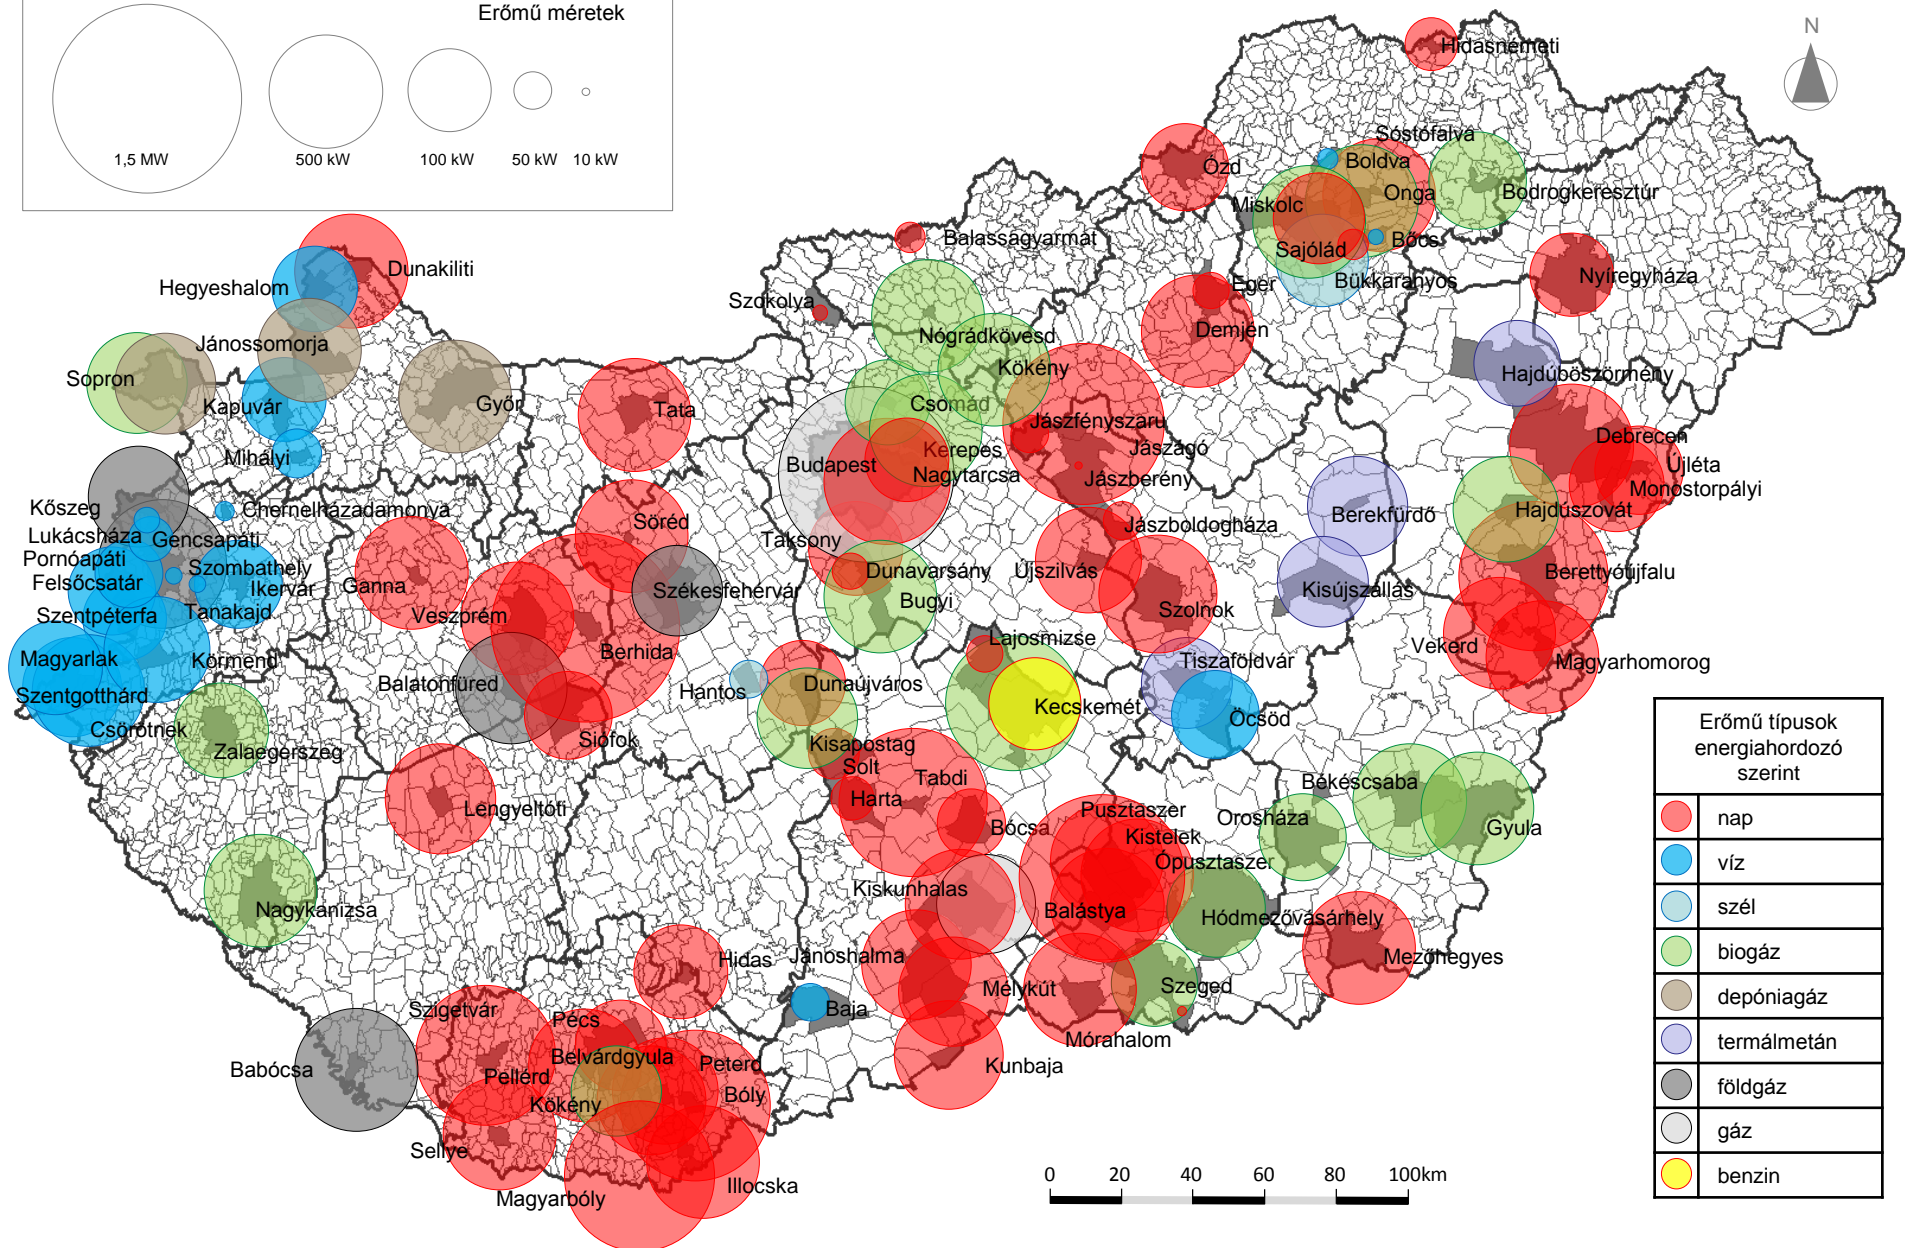 Erőmű méretek
1,5 MW
500 kW
100 kW
50 kW
10 kW
N
Hidasnémeti
Sóstófalva
Ózd
Boldva
Onga
Bodrogkeresztúr
Miskolc
Balassagyarmat
Sajólád
Bőcs
Dunakiliti
Hegyeshalom
Nyíregyháza
Szokolya
Eger
Bükkaranyos
Demjén
Nógrádkövesd
Jánossomorja
Kökény
Hajdúböszörmény
Sopron
Kapuvár
Győr
Tata
Csomád
Jászfényszaru
Debrecen
Mihályi
Kerepes
Jászágó
Budapest
Nagytarcsa
Jászberény
Újléta
Monostorpályi
Kőszeg
Chernelházadamonya
Söréd
Berekfürdő
Hajdúszovát
Lukácsháza
Gencsapáti
Taksony
Jászboldogháza
Pornóapáti
Szombathely
Felsőcsatár
Ikervár
Ganna
Székesfehérvár
Dunavarsány
Újszilvás
Berettyóújfalu
Kisújszállás
Szentpéterfa
Tanakajd
Veszprém
Bugyi
Szolnok
Magyarlak
Körmend
Berhida
Lajosmizse
Vekerd
Magyarhomorog
Szentgotthárd
Balatonfüred
Hantos
Dunaujváros
Tiszaföldvár
Kecskemét
Öcsöd
Csörötnek
Zalaegerszeg
Siófok
Kisapostag
Solt
Tabdi
Békéscsaba
Lengyeltóti
Harta
Bócsa
Pusztaszer
Orosháza
Gyula
Kistelek
Ópusztaszer
Kiskunhalas
Nagykanizsa
Balástya
Hódmezővásárhely
Hidas
Jánoshalma
Mezőhegyes
Szigetvár
Pécs
Baja
Mélykút
Szeged
Mórahalom
Babócsa
Belvárdgyula
Peterd
Kunbaja
Pellérd
Bóly
Kökény
Sellye
Magyarbóly
Illocska
0
20
40
60
80
100km
Erőmű típusok
energiahordozó
szerint
nap
víz
szél
biogáz
depóniagáz
termálmetán
földgáz
gáz
benzin